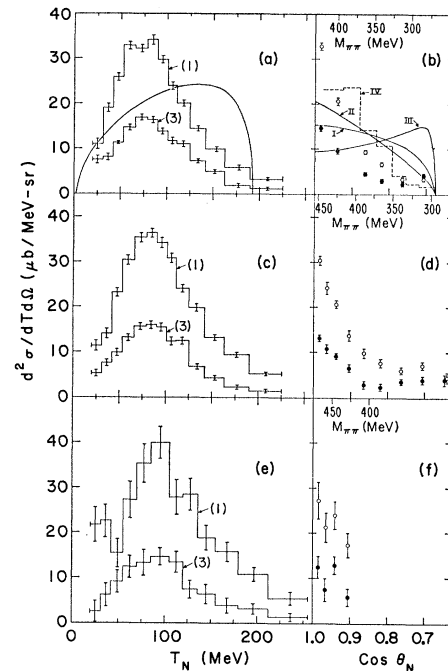 40
30
20
10
0
(a)
(1)
(3)
400 350 300
M_ππ (MeV)
(b)
IV
II
III
I
450 400 350 300
M_ππ (MeV)
d²σ/dTdΩ (μb/MeV-sr)
40
30
20
10
0
(c)
(1)
(3)
(d)
450 400
M_ππ (MeV)
40
30
20
10
0
(e)
(1)
(3)
(f)
0 100 200
T_N (MeV)
1.0 0.9 0.8 0.7
Cos θ_N